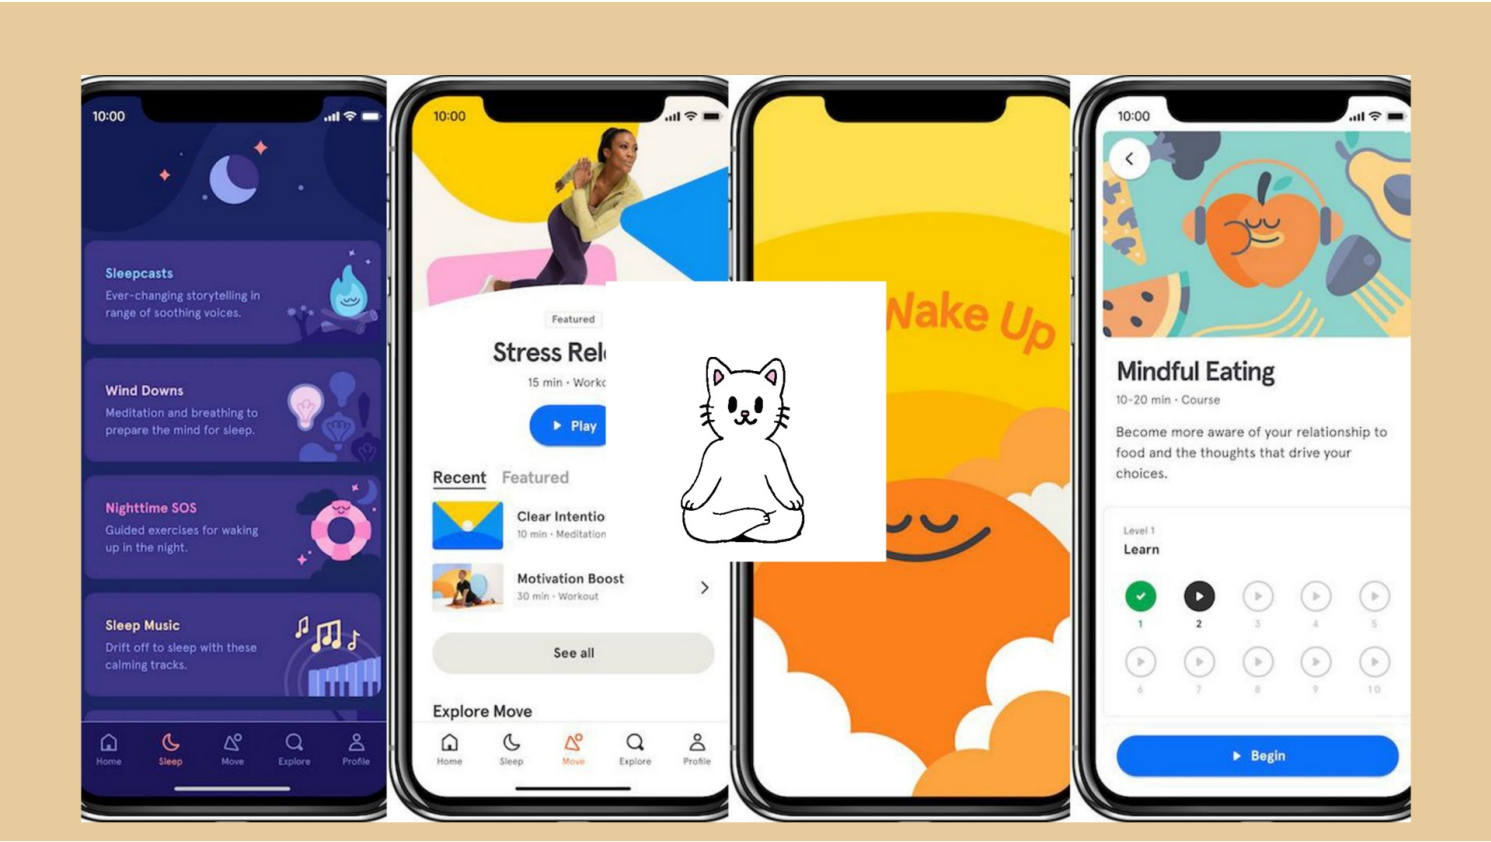 10:00
Sleepcasts
Ever-changing storytelling in
range of soothing voices.
Wind Downs
Meditation and breathing to
prepare the mind for sleep.
Nighttime SOS
Guided exercises for waking
up in the night.
Sleep Music
Drift off to sleep with these
calming tracks.
Home Sleep Move Explore Profile
10:00
Featured
Stress
15 min
Play
Recent Featured
Clear
10 min · Meditation
Motivation Boost
30 min · Workout
See all
Explore Move
Home Sleep Move Explore Profile
Wake Up
10:00
Mindful Eating
10-20 min · Course
Become more aware of your relationship to
food and the thoughts that drive your
choices.
Level 1
Learn
1 2 3 4 5
6 7 8 9 10
Begin